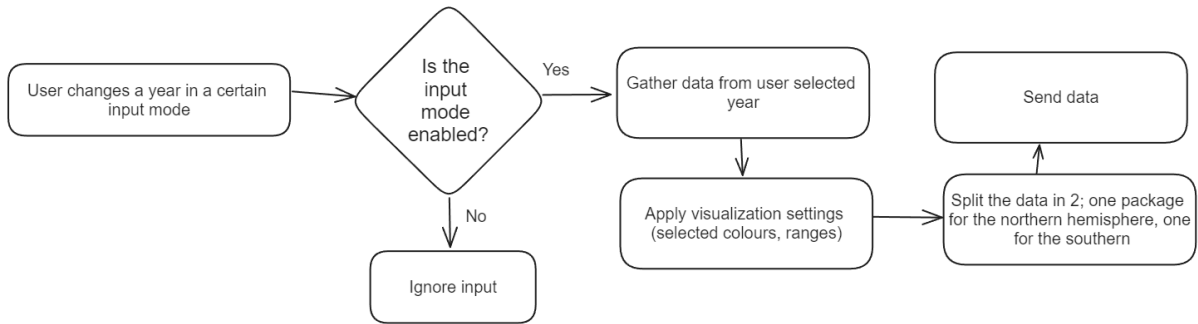 User changes a year in a certain
input mode
Is the
input
mode
enabled?
Yes
No
Ignore input
Gather data from user selected
year
Apply visualization settings
(selected colours, ranges)
Split the data in 2; one package
for the northern hemisphere, one
for the southern
Send data